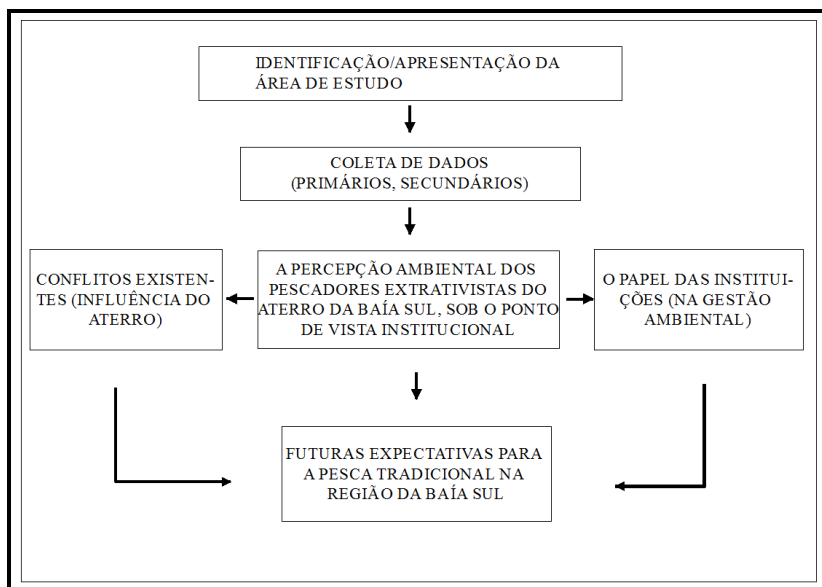 IDENTIFICAÇÃO/APRESENTAÇÃO DA
ÁREA DE ESTUDO
COLETA DE DADOS
(PRIMÁRIOS, SECUNDÁRIOS)
CONFLITOS EXISTEN-
TES (INFLUÊNCIA DO
ATERRO)
A PERCEPÇÃO AMBIENTAL DOS
PESCADORES EXTRATIVISTAS DO
ATERRO DA BAÍA SUL, SOB O PONTO
DE VISTA INSTITUCIONAL
O PAPEL DAS INSTITUI-
ÇÕES (NA GESTÃO
AMBIENTAL)
FUTURAS EXPECTATIVAS PARA
A PESCA TRADICIONAL NA
REGIÃO DA BAÍA SUL